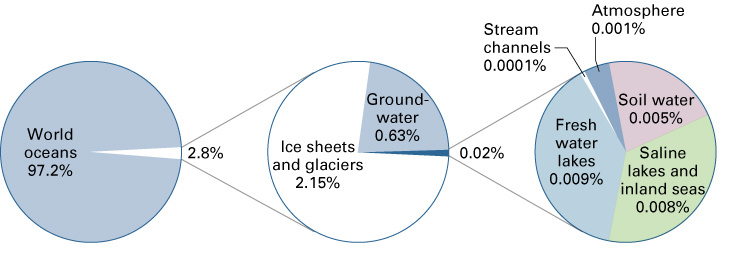 World
oceans
97.2%
2.8%
Ice sheets
and glaciers
2.15%
Ground-
water
0.63%
0.02%
Stream
channels
0.0001%
Atmosphere
0.001%
Soil water
0.005%
Fresh
water
lakes
0.009%
Saline
lakes and
inland seas
0.008%